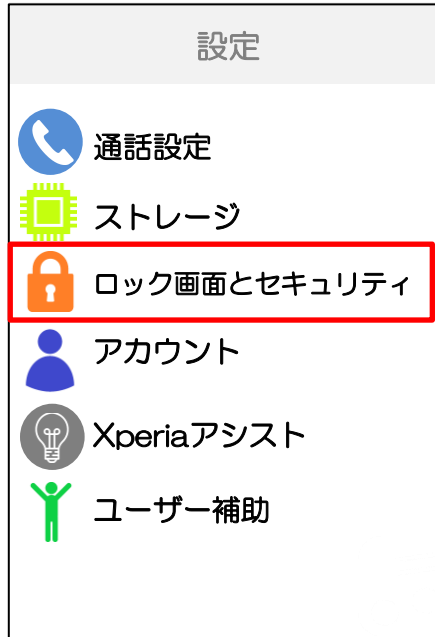 設定
通話設定
ストレージ
ロック画面とセキュリティ
アカウント
Xperiaアシスト
ユーザー補助